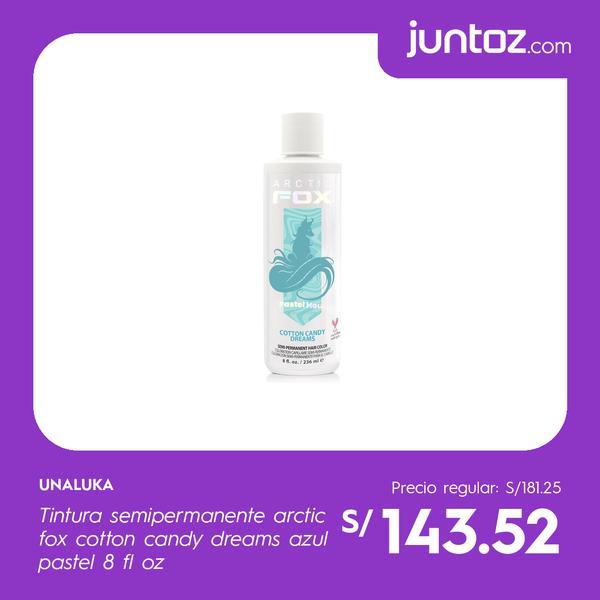 juntoz.com
ARCTIC
FOX
Pastel Hour
COTTON CANDY
DREAMS
SEMI-PERMANENT HAIR COLOR
8 fl. oz. / 236 ml e
UNALUKA
Tintura semipermanente arctic
fox cotton candy dreams azul
pastel 8 fl oz
Precio regular: S/181.25
S/143.52